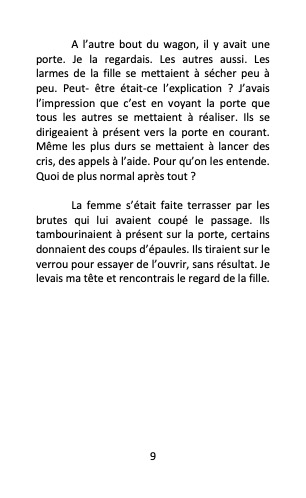 A l’autre bout du wagon, il y avait une
porte. Je la regardais. Les autres aussi. Les
larmes de la fille se mettaient à sécher peu à
peu. Peut- être était-ce l’explication ? J’avais
l’impression que c’est en voyant la porte que
tous les autres se mettaient à réaliser. Ils se
dirigeaient à présent vers la porte en courant.
Même les plus durs se mettaient à lancer des
cris, des appels à l’aide. Pour qu’on les entende.
Quoi de plus normal après tout ?
La femme s’était faite terrasser par les
brutes qui lui avaient coupé le passage. Ils
tambourinaient à présent sur la porte, certains
donnaient des coups d’épaules. Ils tiraient sur le
verrou pour essayer de l’ouvrir, sans résultat. Je
levais ma tête et rencontrais le regard de la fille.
9